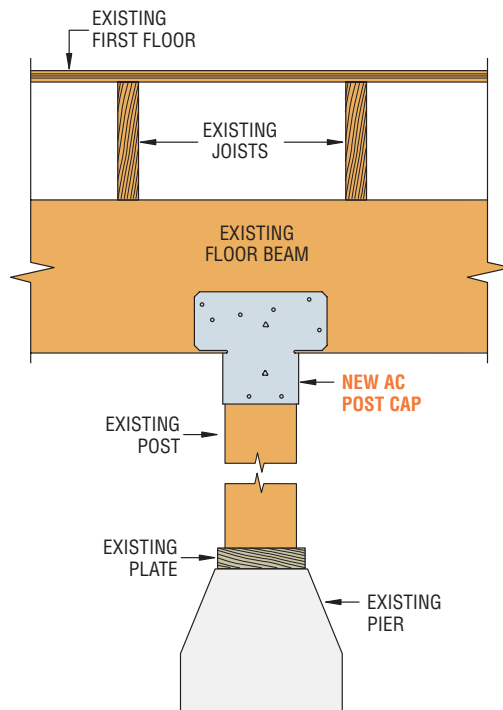 EXISTING
FIRST FLOOR
EXISTING
JOISTS
EXISTING
FLOOR BEAM
NEW AC
POST CAP
EXISTING
POST
EXISTING
PLATE
EXISTING
PIER